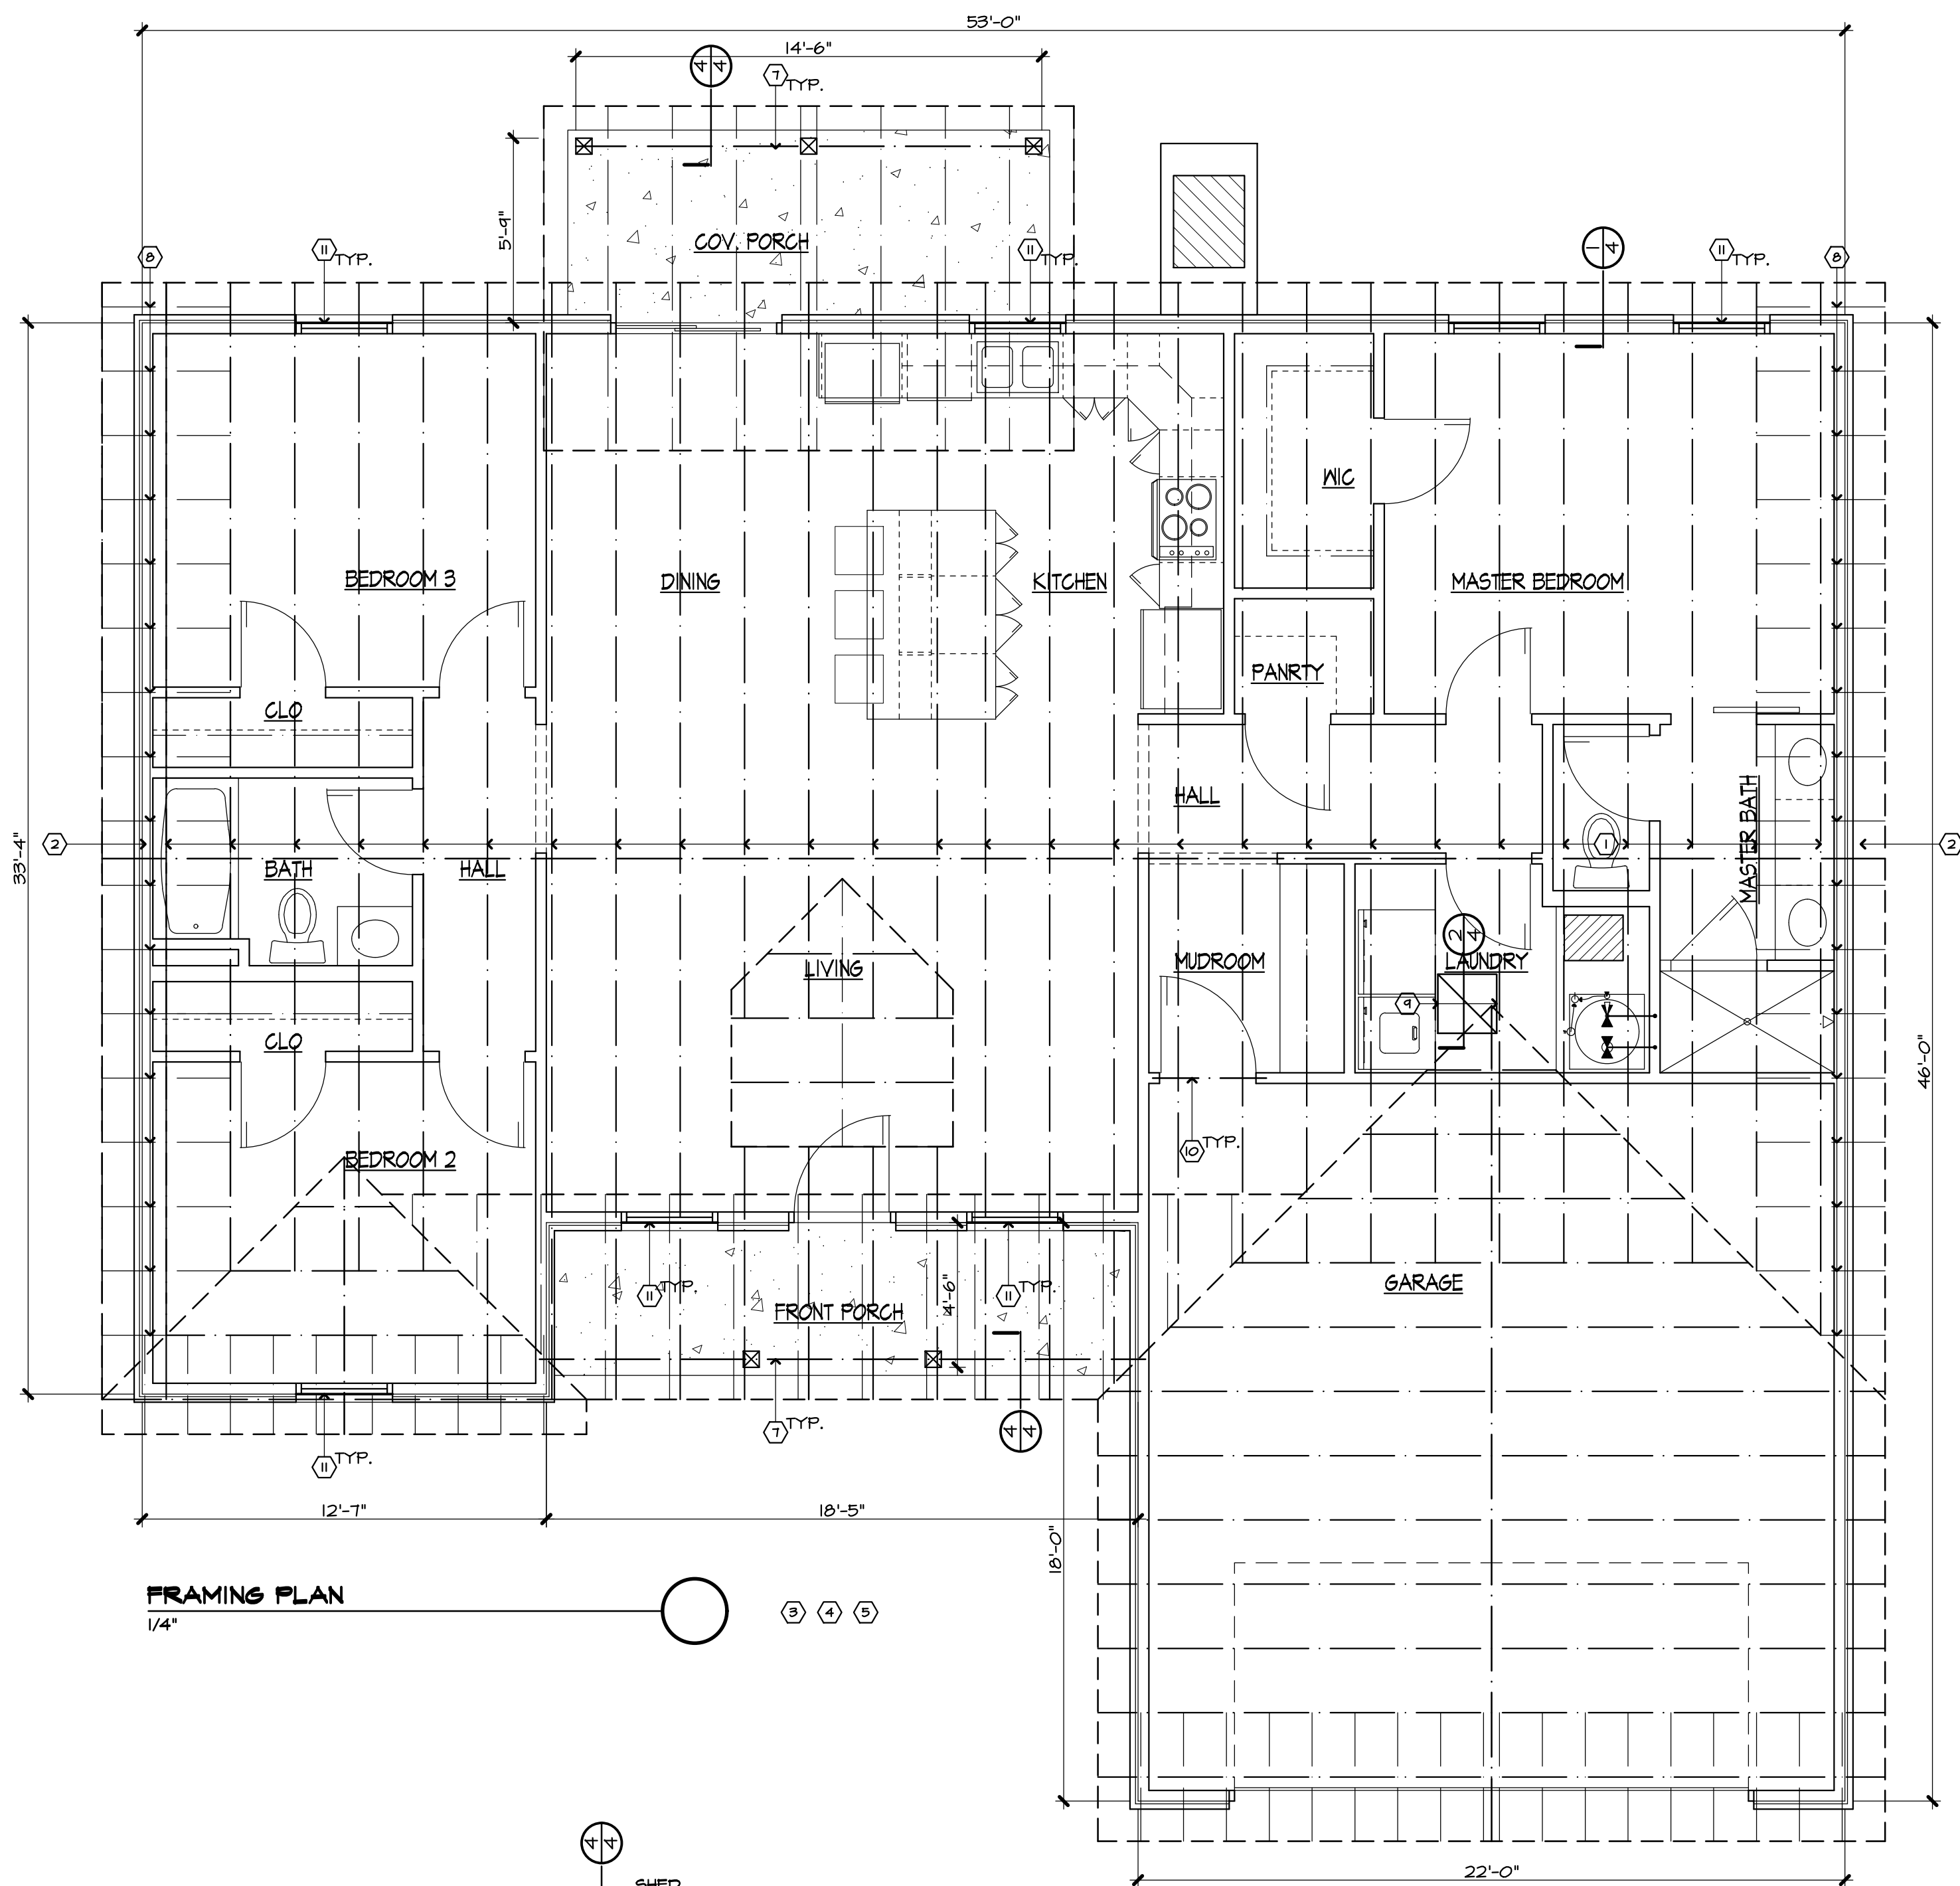 53'-0"
14'-6"
4 4
7 TYP.
5'-9"
COV. PORCH
8
11 TYP.
11 TYP.
1 4
11 TYP.
8
WIC
BEDROOM 3
DINING
KITCHEN
MASTER BEDROOM
PANRTY
CLO
HALL
MASTER BATH
33'-4"
2
1
2
BATH
HALL
2 4
LIVING
MUDROOM
LAUNDRY
9
CLO
46'-0"
BEDROOM 2
10 TYP.
GARAGE
11 TYP.
11 TYP.
4'-6"
FRONT PORCH
7 TYP.
4 4
11 TYP.
12'-7"
18'-5"
18'-0"
FRAMING PLAN
1/4"
3 4 5
4 4
22'-0"
SHED